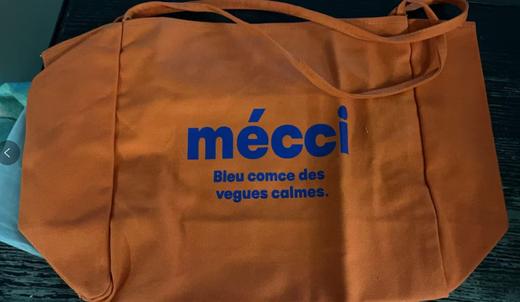 mécci
Bleu comce des
vegues calmes.